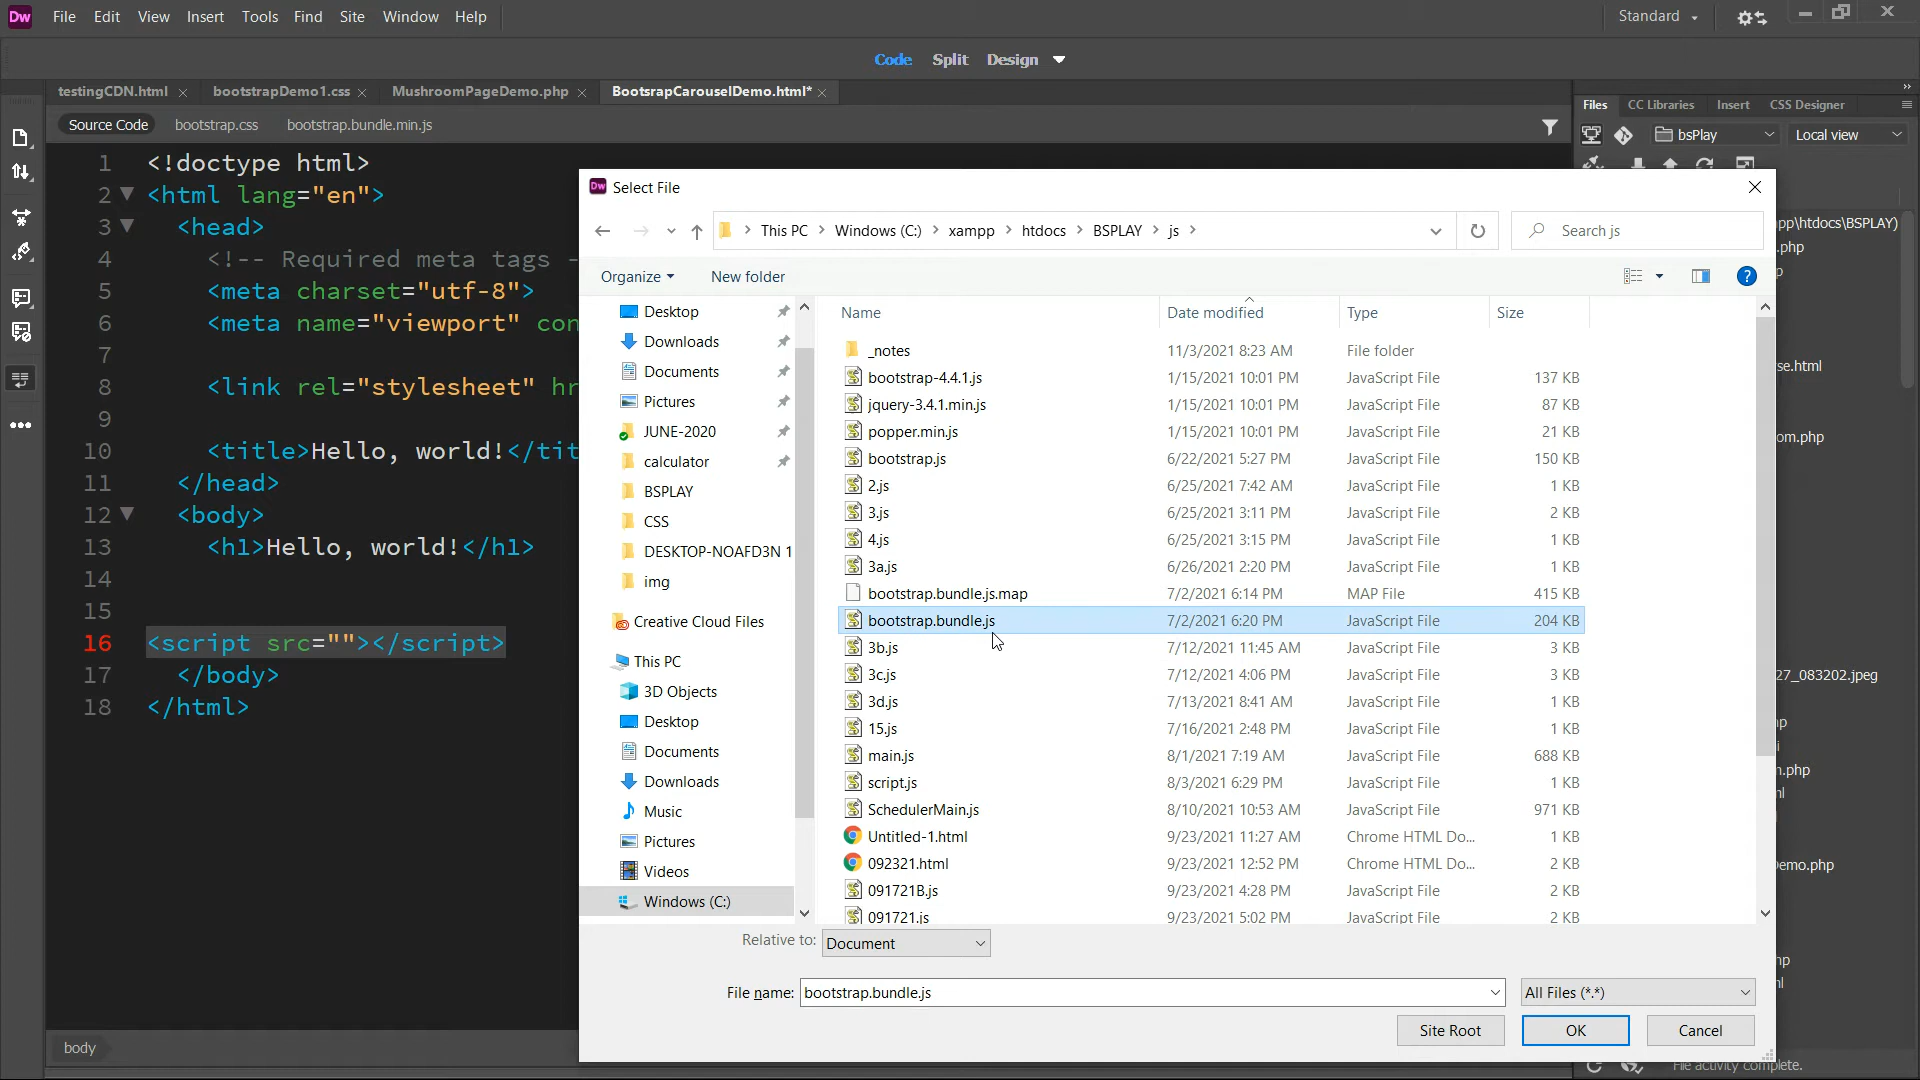 Dw File Edit View Insert Tools Find Site Window Help Standard
Code Split Design
testingCDN.html bootstrapDemo1.css MushroomPageDemo.php BootsrapCarouselDemo.html*
Source Code bootstrap.css bootstrap.bundle.min.js
Files CC Libraries Insert CSS Designer
bsPlay Local view
1 <!doctype html>
2 <html lang="en">
3 <head>
4 <!-- Required meta tags -
5 <meta charset="utf-8">
6 <meta name="viewport" con
7
8 <link rel="stylesheet" hr
9
10 <title>Hello, world!</tit
11 </head>
12 <body>
13 <h1>Hello, world!</h1>
14
15
16 <script src=""></script>
17 </body>
18 </html>
body
Dw Select File
This PC Windows (C:) xampp htdocs BSPLAY js
Search js
Organize New folder
Desktop
Downloads
Documents
Pictures
JUNE-2020
calculator
BSPLAY
CSS
DESKTOP-NOAFD3N 1
img
Creative Cloud Files
This PC
3D Objects
Desktop
Documents
Downloads
Music
Pictures
Videos
Windows (C:)
Name Date modified Type Size
_notes 11/3/2021 8:23 AM File folder
bootstrap-4.4.1.js 1/15/2021 10:01 PM JavaScript File 137 KB
jquery-3.4.1.min.js 1/15/2021 10:01 PM JavaScript File 87 KB
popper.min.js 1/15/2021 10:01 PM JavaScript File 21 KB
bootstrap.js 6/22/2021 5:27 PM JavaScript File 150 KB
2.js 6/25/2021 7:42 AM JavaScript File 1 KB
3.js 6/25/2021 3:11 PM JavaScript File 2 KB
4.js 6/25/2021 3:15 PM JavaScript File 1 KB
3a.js 6/26/2021 2:20 PM JavaScript File 1 KB
bootstrap.bundle.js.map 7/2/2021 6:14 PM MAP File 415 KB
bootstrap.bundle.js 7/2/2021 6:20 PM JavaScript File 204 KB
3b.js 7/12/2021 11:45 AM JavaScript File 3 KB
3c.js 7/12/2021 4:06 PM JavaScript File 3 KB
3d.js 7/13/2021 8:41 AM JavaScript File 1 KB
15.js 7/16/2021 2:48 PM JavaScript File 1 KB
main.js 8/1/2021 7:19 AM JavaScript File 688 KB
script.js 8/3/2021 6:29 PM JavaScript File 1 KB
SchedulerMain.js 8/10/2021 10:53 AM JavaScript File 971 KB
Untitled-1.html 9/23/2021 11:27 AM Chrome HTML Do... 1 KB
092321.html 9/23/2021 12:52 PM Chrome HTML Do... 2 KB
091721B.js 9/23/2021 4:28 PM JavaScript File 2 KB
091721.js 9/23/2021 5:02 PM JavaScript File 2 KB
Relative to: Document
File name: bootstrap.bundle.js All Files (*.*)
Site Root OK Cancel
pp\htdocs\BSPLAY)
.php
p
se.html
om.php
27_083202.jpeg
np
i
n.php
nl
Demo.php
np
nl
File activity complete.